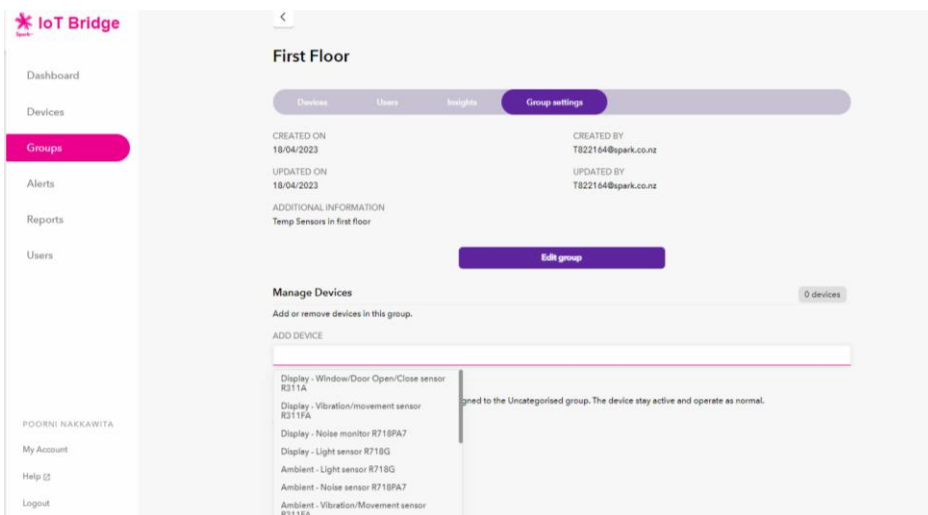 IoT Bridge
Spark
Dashboard
Devices
Groups
Alerts
Reports
Users
POORNI NAKKAWITA
My Account
Help
Logout
First Floor
Devices Users Insights Group settings
CREATED ON
18/04/2023
CREATED BY
T822164@spark.co.nz
UPDATED ON
18/04/2023
UPDATED BY
T822164@spark.co.nz
ADDITIONAL INFORMATION
Temp Sensors in first floor
Edit group
Manage Devices
0 devices
Add or remove devices in this group.
ADD DEVICE
Display - Window/Door Open/Close sensor
R311A
Display - Vibration/movement sensor
R311FA
gned to the Uncategorised group. The device stay active and operate as normal.
Display - Noise monitor R718PA7
Display - Light sensor R718G
Ambient - Light sensor R718G
Ambient - Noise sensor R718PA7
Ambient - Vibration/Movement sensor
R311FA